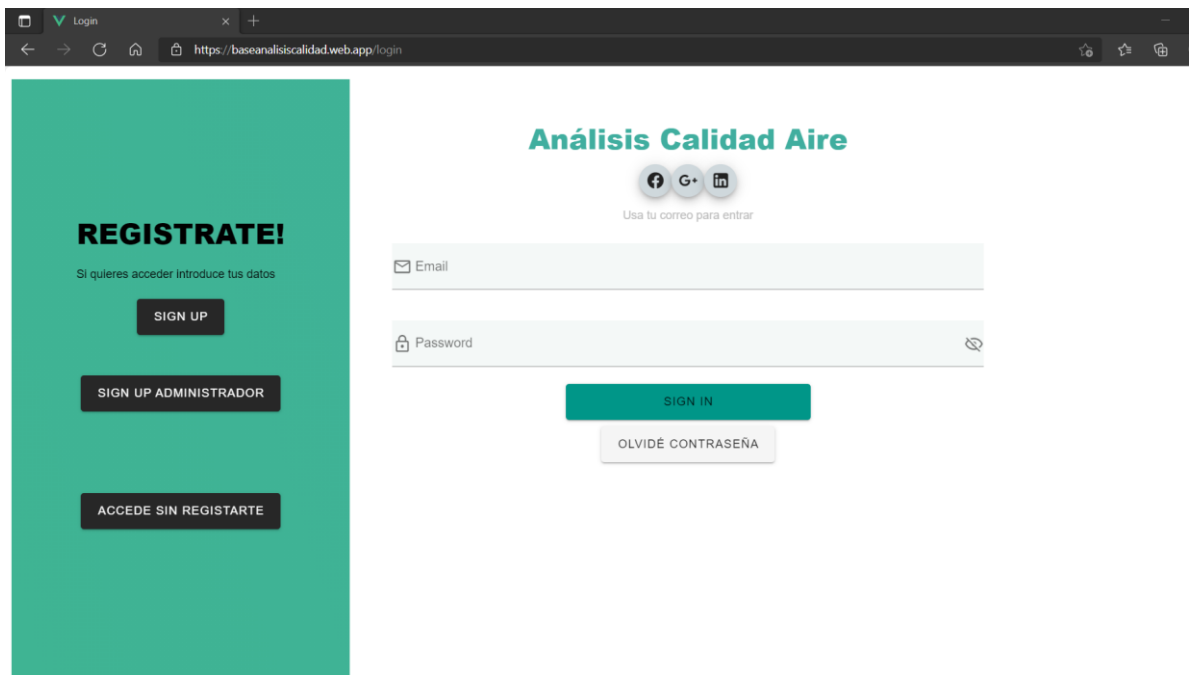 Login
https://baseanalisiscalidad.web.app/login
REGISTRATE!
Si quieres acceder introduce tus datos
SIGN UP
SIGN UP ADMINISTRADOR
ACCEDE SIN REGISTARTE
Análisis Calidad Aire
G+
in
Usa tu correo para entrar
Email
Password
SIGN IN
OLVIDÉ CONTRASEÑA